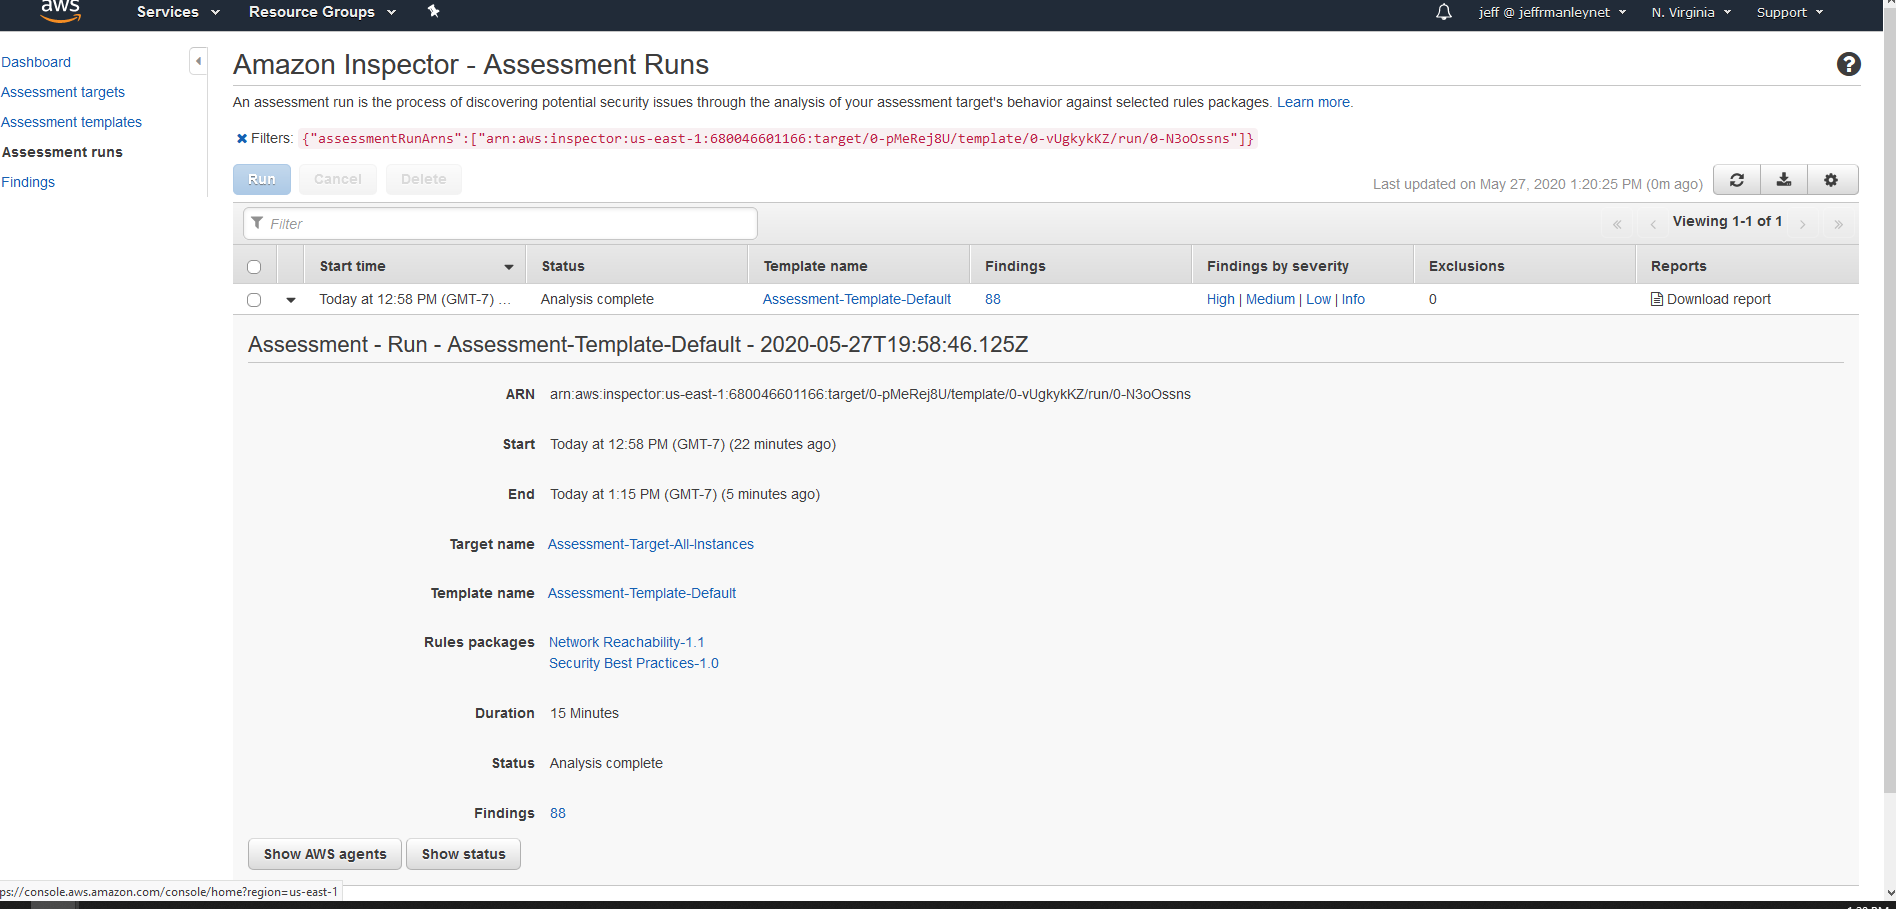 aws Services Resource Groups jeff @ jeffrmanleynet N. Virginia Support
Dashboard
Assessment targets
Assessment templates
Assessment runs
Findings
Amazon Inspector - Assessment Runs
An assessment run is the process of discovering potential security issues through the analysis of your assessment target's behavior against selected rules packages. Learn more.
Filters: {"assessmentRunArns":["arn:aws:inspector:us-east-1:680046601166:target/0-pMeRej8U/template/0-vUgkykKZ/run/0-N3oOssns"]}
Run Cancel Delete
Last updated on May 27, 2020 1:20:25 PM (0m ago)
Filter
« ‹ Viewing 1-1 of 1 › »
Start time Status Template name Findings Findings by severity Exclusions Reports
Today at 12:58 PM (GMT-7) ... Analysis complete Assessment-Template-Default 88 High | Medium | Low | Info 0 Download report
Assessment - Run - Assessment-Template-Default - 2020-05-27T19:58:46.125Z
ARN arn:aws:inspector:us-east-1:680046601166:target/0-pMeRej8U/template/0-vUgkykKZ/run/0-N3oOssns
Start Today at 12:58 PM (GMT-7) (22 minutes ago)
End Today at 1:15 PM (GMT-7) (5 minutes ago)
Target name Assessment-Target-All-Instances
Template name Assessment-Template-Default
Rules packages Network Reachability-1.1
Security Best Practices-1.0
Duration 15 Minutes
Status Analysis complete
Findings 88
Show AWS agents Show status
ps://console.aws.amazon.com/console/home?region=us-east-1